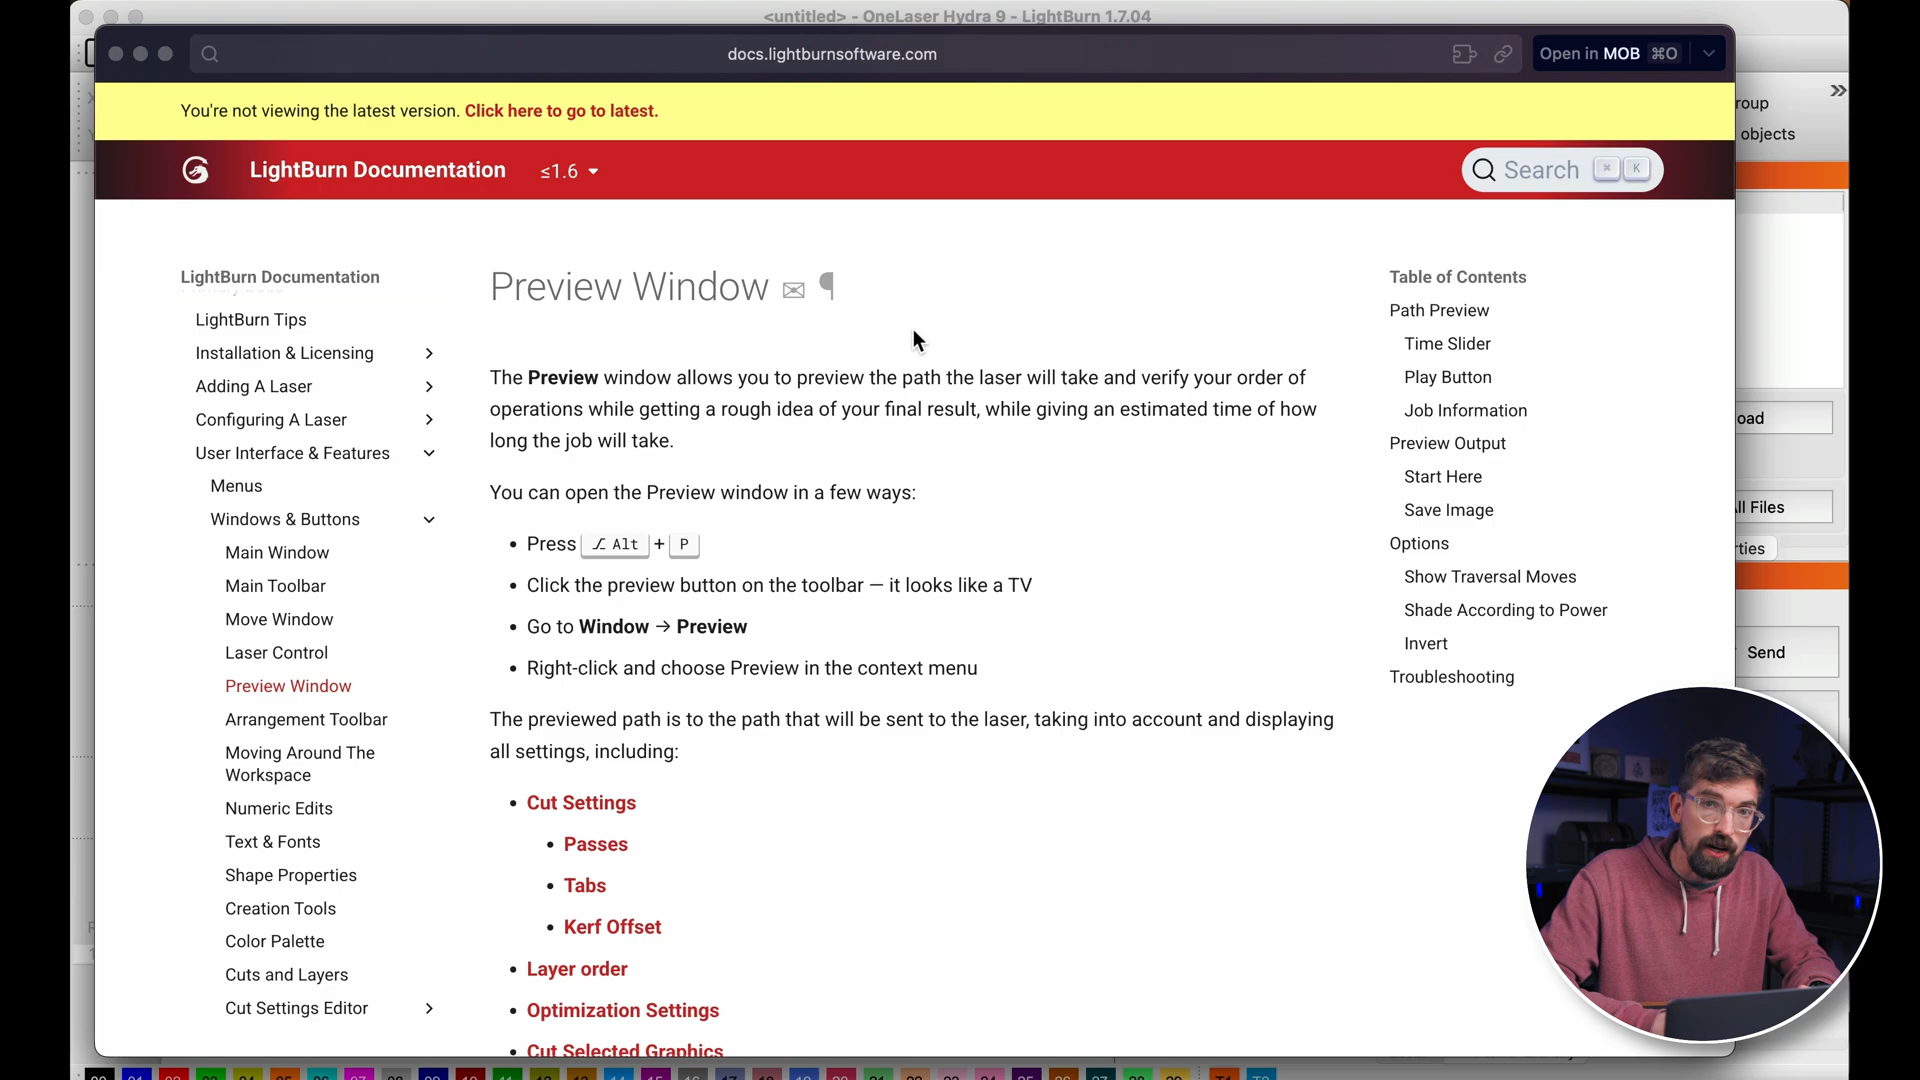 <untitled> - OneLaser Hydra 9 - LightBurn 1.7.04
docs.lightburnsoftware.com
Open in MOB ⌘O
You're not viewing the latest version. Click here to go to latest.
LightBurn Documentation
≤1.6
Search ⌘ K
roup
objects
oad
ll Files
rties
Send
LightBurn Documentation
LightBurn Tips
Installation & Licensing
Adding A Laser
Configuring A Laser
User Interface & Features
Menus
Windows & Buttons
Main Window
Main Toolbar
Move Window
Laser Control
Preview Window
Arrangement Toolbar
Moving Around The
Workspace
Numeric Edits
Text & Fonts
Shape Properties
Creation Tools
Color Palette
Cuts and Layers
Cut Settings Editor
Preview Window ✉ ¶
The Preview window allows you to preview the path the laser will take and verify your order of
operations while getting a rough idea of your final result, while giving an estimated time of how
long the job will take.
You can open the Preview window in a few ways:
• Press ⌥ Alt + P
• Click the preview button on the toolbar — it looks like a TV
• Go to Window → Preview
• Right-click and choose Preview in the context menu
The previewed path is to the path that will be sent to the laser, taking into account and displaying
all settings, including:
• Cut Settings
• Passes
• Tabs
• Kerf Offset
• Layer order
• Optimization Settings
• Cut Selected Graphics
Table of Contents
Path Preview
Time Slider
Play Button
Job Information
Preview Output
Start Here
Save Image
Options
Show Traversal Moves
Shade According to Power
Invert
Troubleshooting